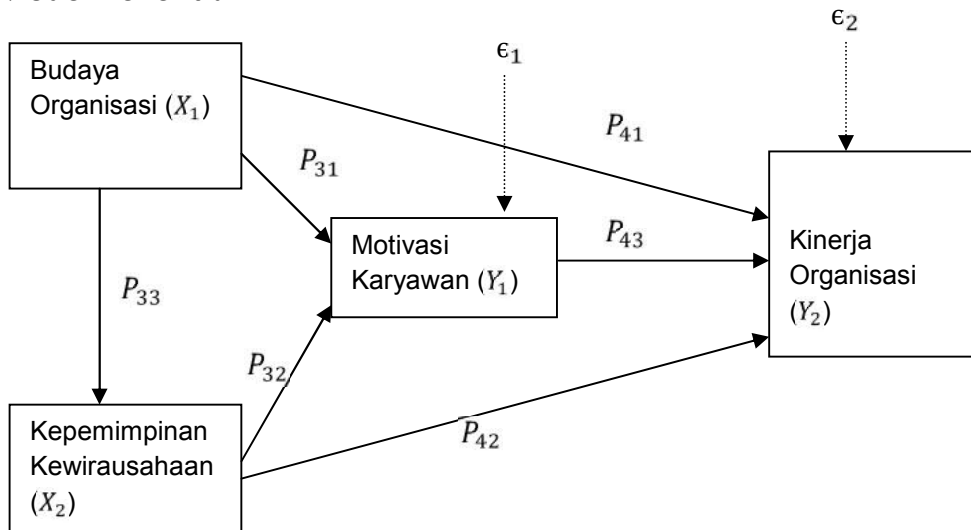 ϵ₂
Budaya
Organisasi (X₁)
ϵ₁
P₄₁
P₃₁
Motivasi
Karyawan (Y₁)
P₄₃
Kinerja
Organisasi
(Y₂)
P₃₃
P₃₂
Kepemimpinan
Kewirausahaan
(X₂)
P₄₂